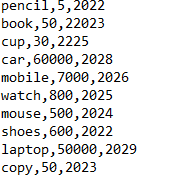 pencil,5,2022
book,50,22023
cup,30,2225
car,60000,2028
mobile,7000,2026
watch,800,2025
mouse,500,2024
shoes,600,2022
laptop,50000,2029
copy,50,2023